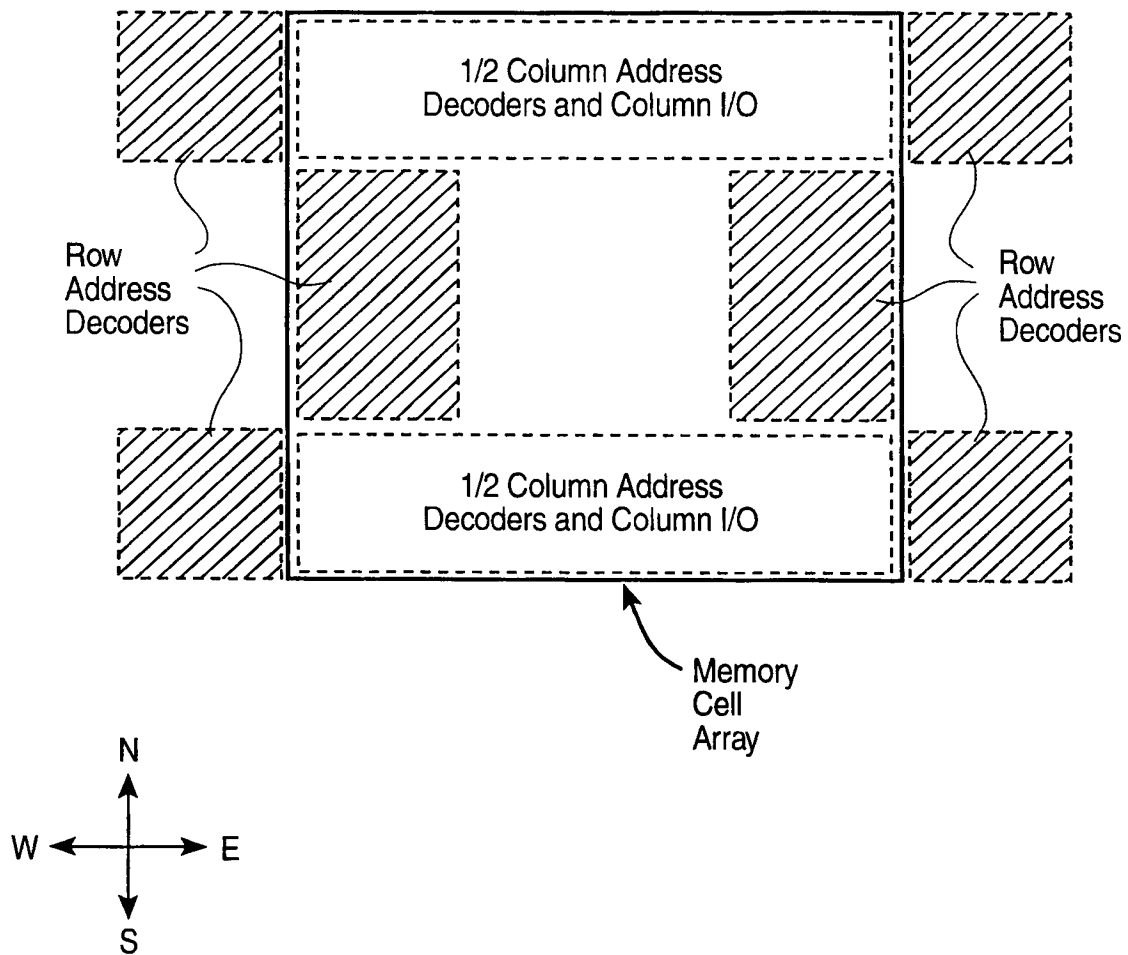 1/2 Column Address
Decoders and Column I/O
Row
Address
Decoders
Row
Address
Decoders
1/2 Column Address
Decoders and Column I/O
Memory
Cell
Array
N
W
E
S